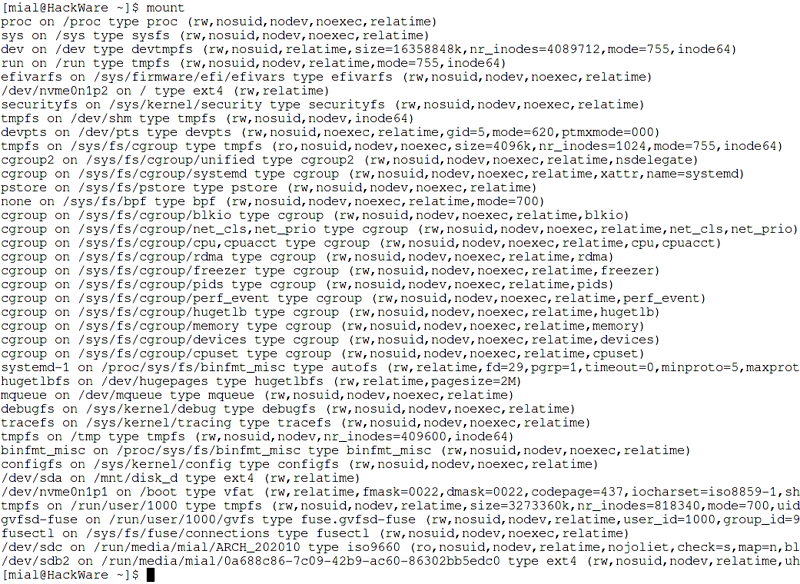 [mial@HackWare ~]$ mount
proc on /proc type proc (rw,nosuid,nodev,noexec,relatime)
sys on /sys type sysfs (rw,nosuid,nodev,noexec,relatime)
dev on /dev type devtmpfs (rw,nosuid,relatime,size=16358848k,nr_inodes=4089712,mode=755,inode64)
run on /run type tmpfs (rw,nosuid,nodev,relatime,mode=755,inode64)
efivarfs on /sys/firmware/efi/efivars type efivarfs (rw,nosuid,nodev,noexec,relatime)
/dev/nvme0n1p2 on / type ext4 (rw,relatime)
securityfs on /sys/kernel/security type securityfs (rw,nosuid,nodev,noexec,relatime)
tmpfs on /dev/shm type tmpfs (rw,nosuid,nodev,inode64)
devpts on /dev/pts type devpts (rw,nosuid,noexec,relatime,gid=5,mode=620,ptmxmode=000)
tmpfs on /sys/fs/cgroup type tmpfs (ro,nosuid,nodev,noexec,size=4096k,nr_inodes=1024,mode=755,inode64)
cgroup2 on /sys/fs/cgroup/unified type cgroup2 (rw,nosuid,nodev,noexec,relatime,nsdelegate)
cgroup on /sys/fs/cgroup/systemd type cgroup (rw,nosuid,nodev,noexec,relatime,xattr,name=systemd)
pstore on /sys/fs/pstore type pstore (rw,nosuid,nodev,noexec,relatime)
none on /sys/fs/bpf type bpf (rw,nosuid,nodev,noexec,relatime,mode=700)
cgroup on /sys/fs/cgroup/blkio type cgroup (rw,nosuid,nodev,noexec,relatime,blkio)
cgroup on /sys/fs/cgroup/net_cls,net_prio type cgroup (rw,nosuid,nodev,noexec,relatime,net_cls,net_prio)
cgroup on /sys/fs/cgroup/cpu,cpuacct type cgroup (rw,nosuid,nodev,noexec,relatime,cpu,cpuacct)
cgroup on /sys/fs/cgroup/rdma type cgroup (rw,nosuid,nodev,noexec,relatime,rdma)
cgroup on /sys/fs/cgroup/freezer type cgroup (rw,nosuid,nodev,noexec,relatime,freezer)
cgroup on /sys/fs/cgroup/pids type cgroup (rw,nosuid,nodev,noexec,relatime,pids)
cgroup on /sys/fs/cgroup/perf_event type cgroup (rw,nosuid,nodev,noexec,relatime,perf_event)
cgroup on /sys/fs/cgroup/hugetlb type cgroup (rw,nosuid,nodev,noexec,relatime,hugetlb)
cgroup on /sys/fs/cgroup/memory type cgroup (rw,nosuid,nodev,noexec,relatime,memory)
cgroup on /sys/fs/cgroup/devices type cgroup (rw,nosuid,nodev,noexec,relatime,devices)
cgroup on /sys/fs/cgroup/cpuset type cgroup (rw,nosuid,nodev,noexec,relatime,cpuset)
systemd-1 on /proc/sys/fs/binfmt_misc type autofs (rw,relatime,fd=29,pgrp=1,timeout=0,minproto=5,maxprot
hugetlbfs on /dev/hugepages type hugetlbfs (rw,relatime,pagesize=2M)
mqueue on /dev/mqueue type mqueue (rw,nosuid,nodev,noexec,relatime)
debugfs on /sys/kernel/debug type debugfs (rw,nosuid,nodev,noexec,relatime)
tracefs on /sys/kernel/tracing type tracefs (rw,nosuid,nodev,noexec,relatime)
tmpfs on /tmp type tmpfs (rw,nosuid,nodev,nr_inodes=409600,inode64)
binfmt_misc on /proc/sys/fs/binfmt_misc type binfmt_misc (rw,nosuid,nodev,noexec,relatime)
configfs on /sys/kernel/config type configfs (rw,nosuid,nodev,noexec,relatime)
/dev/sda on /mnt/disk_d type ext4 (rw,relatime)
/dev/nvme0n1p1 on /boot type vfat (rw,relatime,fmask=0022,dmask=0022,codepage=437,iocharset=iso8859-1,sh
tmpfs on /run/user/1000 type tmpfs (rw,nosuid,nodev,relatime,size=3273360k,nr_inodes=818340,mode=700,uid
gvfsd-fuse on /run/user/1000/gvfs type fuse.gvfsd-fuse (rw,nosuid,nodev,relatime,user_id=1000,group_id=9
fusectl on /sys/fs/fuse/connections type fusectl (rw,nosuid,nodev,noexec,relatime)
/dev/sdc on /run/media/mial/ARCH_202010 type iso9660 (ro,nosuid,nodev,relatime,nojoliet,check=s,map=n,bl
/dev/sdb2 on /run/media/mial/0a688c86-7c09-42b9-ac60-86302bb5edc0 type ext4 (rw,nosuid,nodev,relatime,uh
[mial@HackWare ~]$